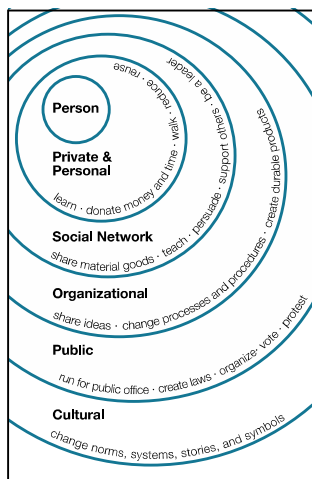 Person
Private &
Personal
learn · donate money and time · walk · reduce · reuse
Social Network
share material goods · teach · persuade · support others · be a leader
Organizational
share ideas · change processes and procedures · create durable products
Public
run for public office · create laws · organize- vote · protest
Cultural
change norms, systems, stories, and symbols